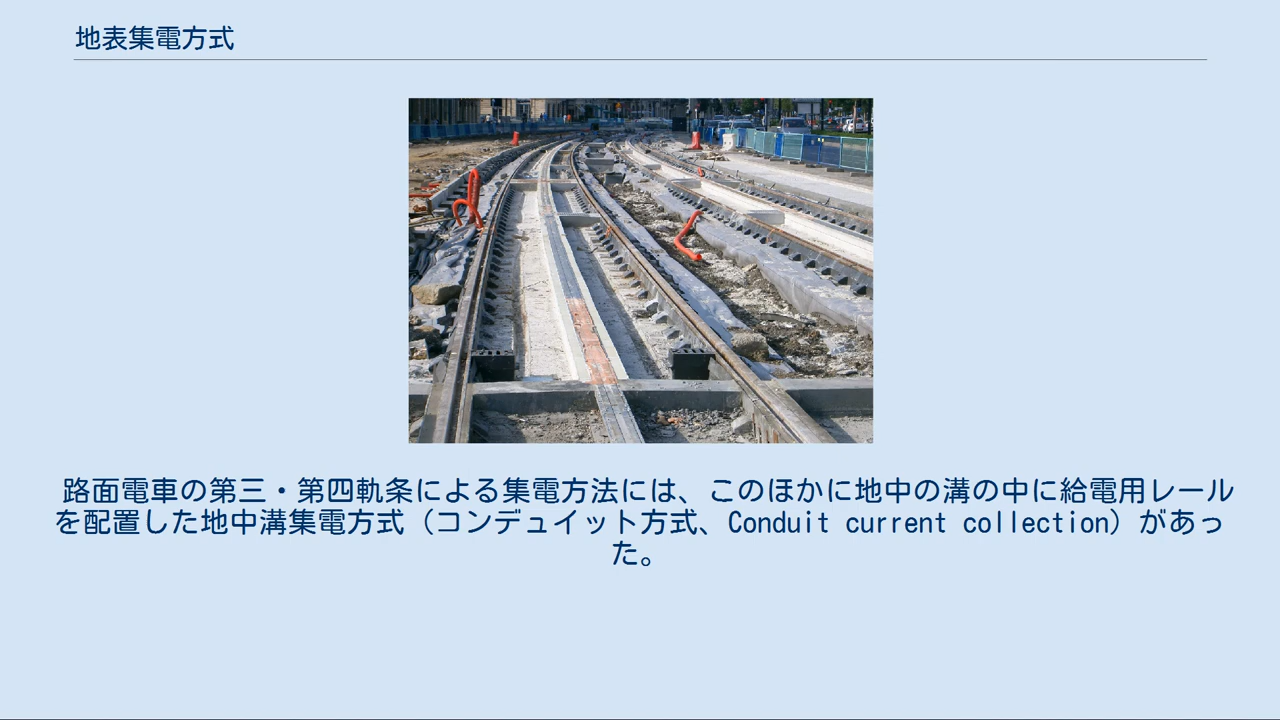 地表集電方式
路面電車の第三・第四軌条による集電方法には、このほかに地中の溝の中に給電用レール
を配置した地中溝集電方式（コンデュイット方式、Conduit current collection）があっ
た。